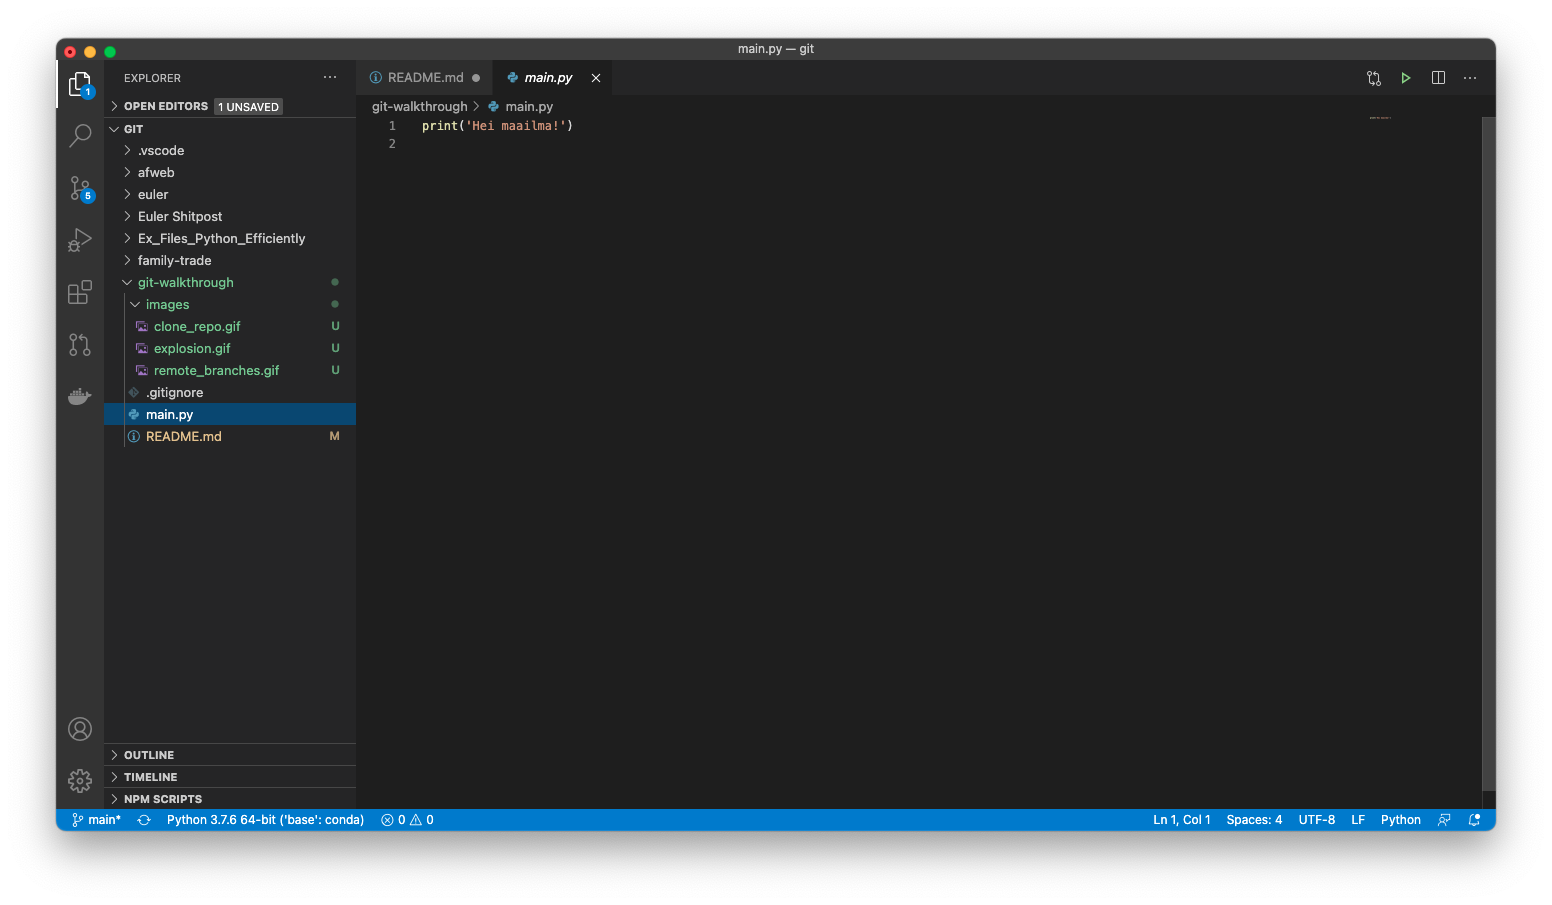 main.py — git
EXPLORER
OPEN EDITORS 1 UNSAVED
GIT
.vscode
afweb
euler
Euler Shitpost
Ex_Files_Python_Efficiently
family-trade
git-walkthrough
images
clone_repo.gif U
explosion.gif U
remote_branches.gif U
.gitignore
main.py
README.md M
OUTLINE
TIMELINE
NPM SCRIPTS
1
5
README.md
main.py
git-walkthrough > main.py
1 print('Hei maailma!')
2
main* Python 3.7.6 64-bit ('base': conda) 0 0 Ln 1, Col 1 Spaces: 4 UTF-8 LF Python